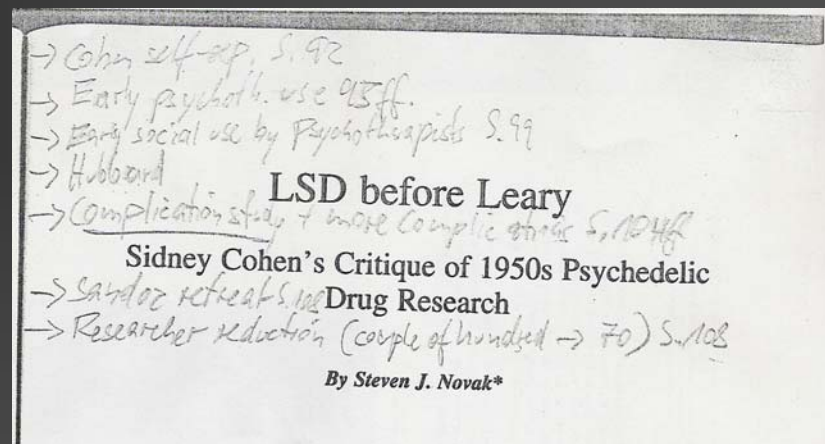 → Cohen self-exp. S. 92
→ Early psychoth. use 95ff.
→ Early social use by Psychotherapists S. 99
→ Hubbard
LSD before Leary
→ Complication study + more Complications S. 104ff
Sidney Cohen's Critique of 1950s Psychedelic
→ Sandoz retreat S. 108
Drug Research
→ Researcher reduction (couple of hundred → 70) S. 108
By Steven J. Novak*